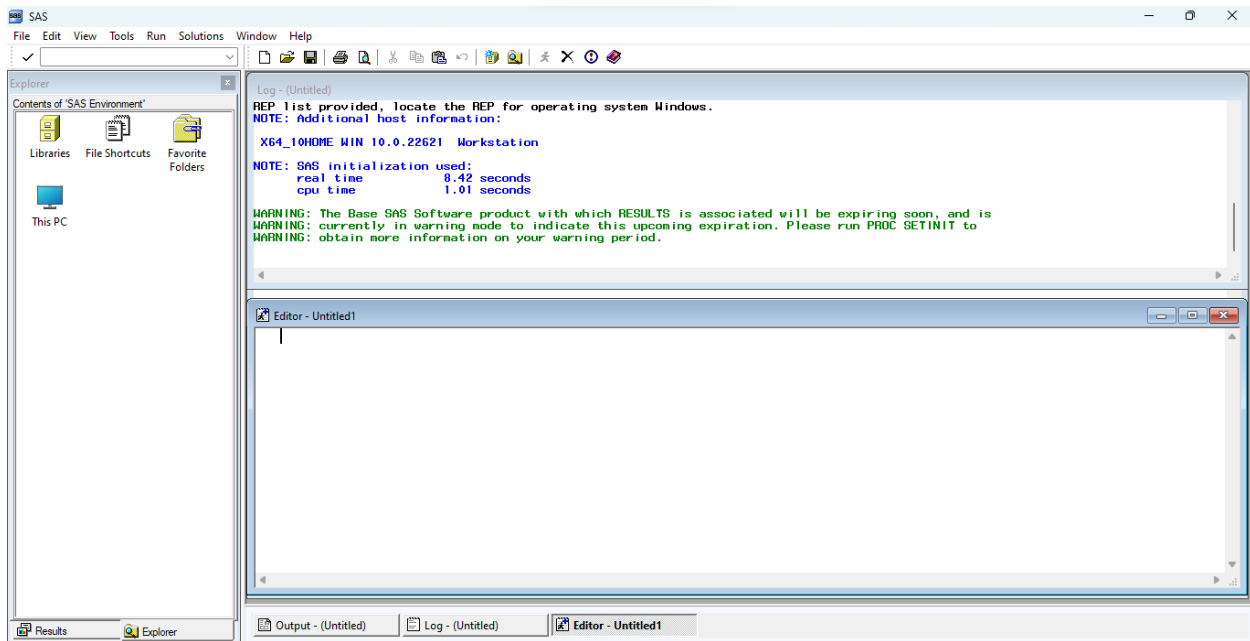 sas SAS
File Edit View Tools Run Solutions Window Help
Explorer
Contents of 'SAS Environment'
Libraries
File Shortcuts
Favorite
Folders
This PC
Log - (Untitled)
REP list provided, locate the REP for operating system Windows.
NOTE: Additional host information:
X64_10HOME WIN 10.0.22621 Workstation
NOTE: SAS initialization used:
real time 8.42 seconds
cpu time 1.01 seconds
WARNING: The Base SAS Software product with which RESULTS is associated will be expiring soon, and is
WARNING: currently in warning mode to indicate this upcoming expiration. Please run PROC SETINIT to
WARNING: obtain more information on your warning period.
Editor - Untitled1
Results
Explorer
Output - (Untitled)
Log - (Untitled)
Editor - Untitled1